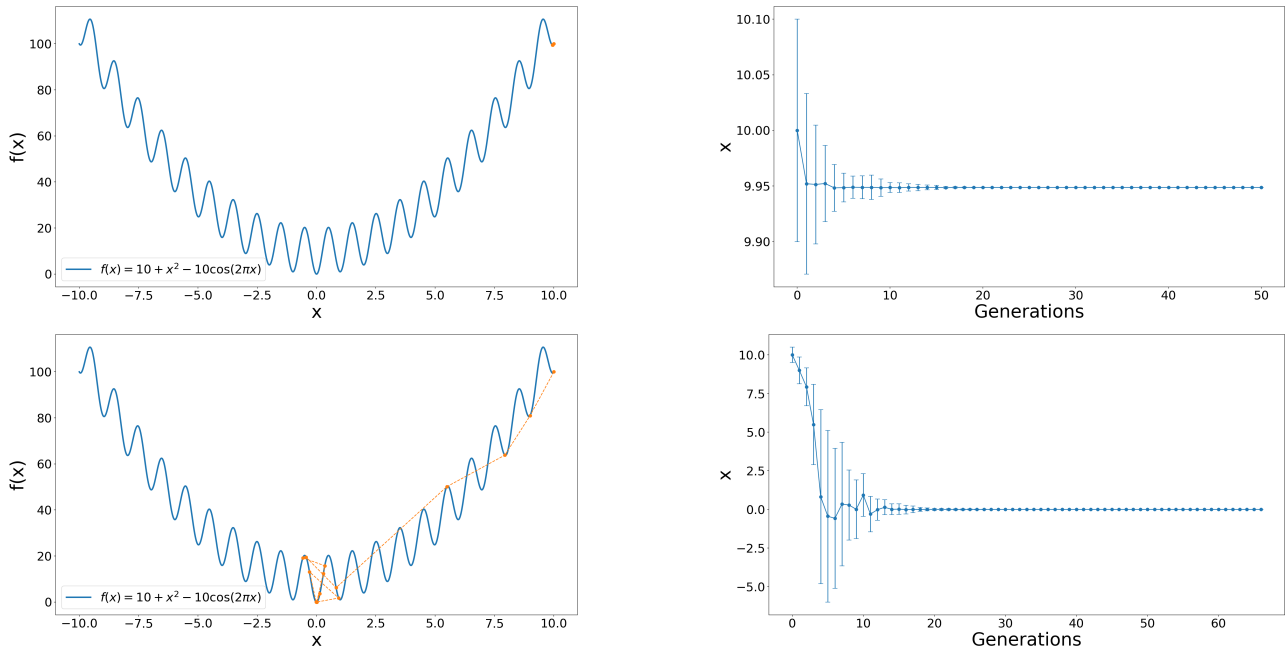 100
80
60
40
20
0
f(x)
f(x) = 10 + x² − 10cos(2πx)
−10.0 −7.5 −5.0 −2.5 0.0 2.5 5.0 7.5 10.0
x
10.10
10.05
10.00
9.95
9.90
x
0 10 20 30 40 50
Generations
100
80
60
40
20
0
f(x)
f(x) = 10 + x² − 10cos(2πx)
−10.0 −7.5 −5.0 −2.5 0.0 2.5 5.0 7.5 10.0
x
10.0
7.5
5.0
2.5
0.0
−2.5
−5.0
x
0 10 20 30 40 50 60
Generations